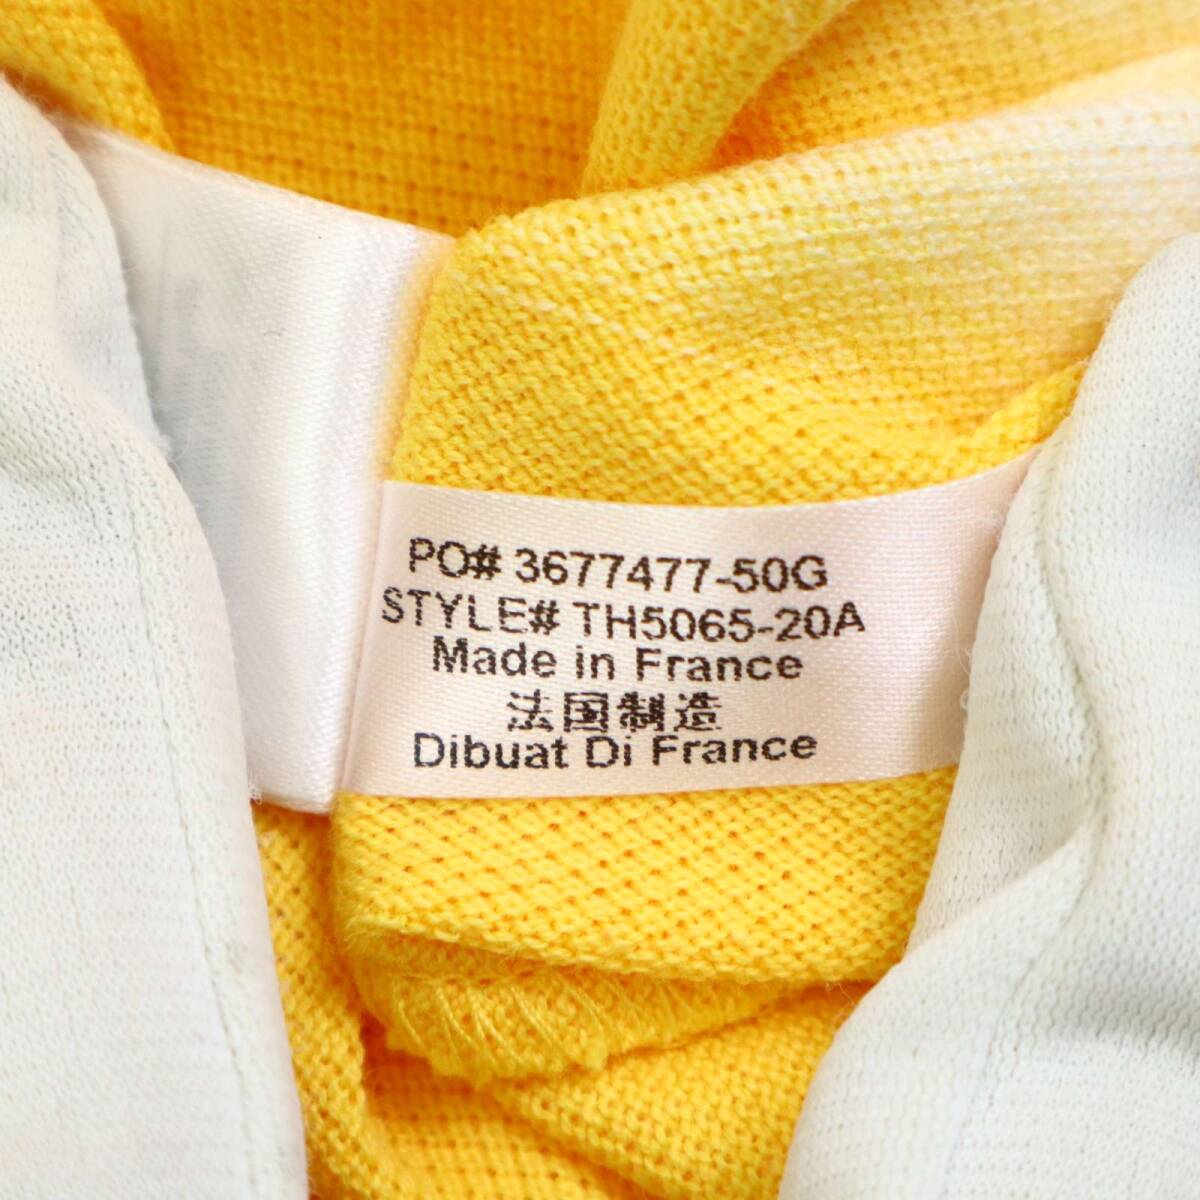 PO# 3677477-50G
STYLE# TH5065-20A
Made in France
法国制造
Dibuat Di France